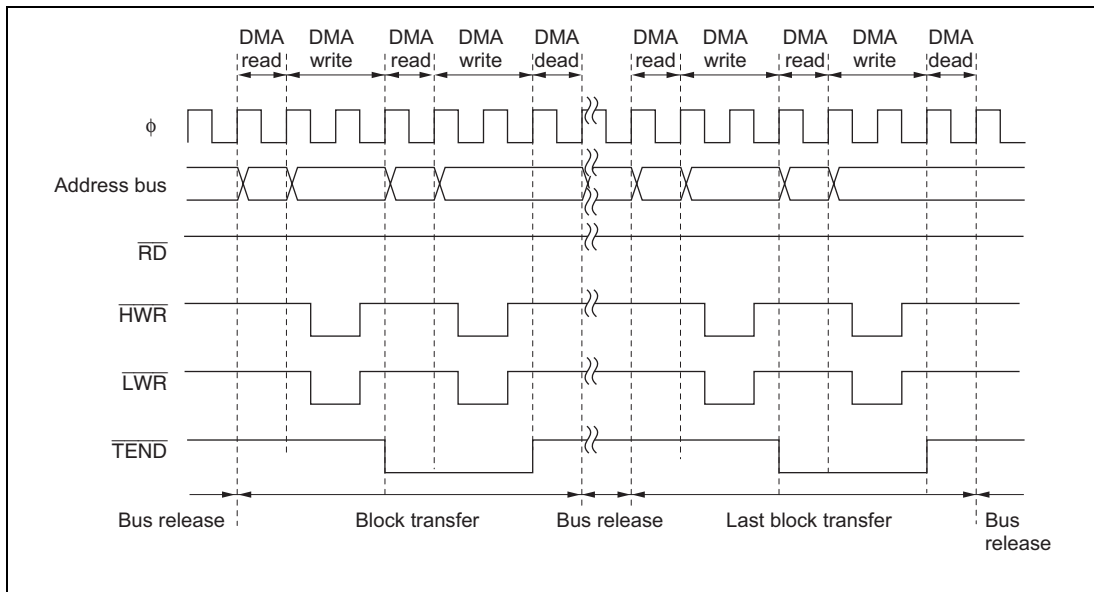 DMA DMA DMA DMA DMA DMA DMA DMA DMA DMA
read write read write dead read write read write dead
ϕ
Address bus
RD
HWR
LWR
TEND
Bus release Block transfer Bus release Last block transfer Bus
release